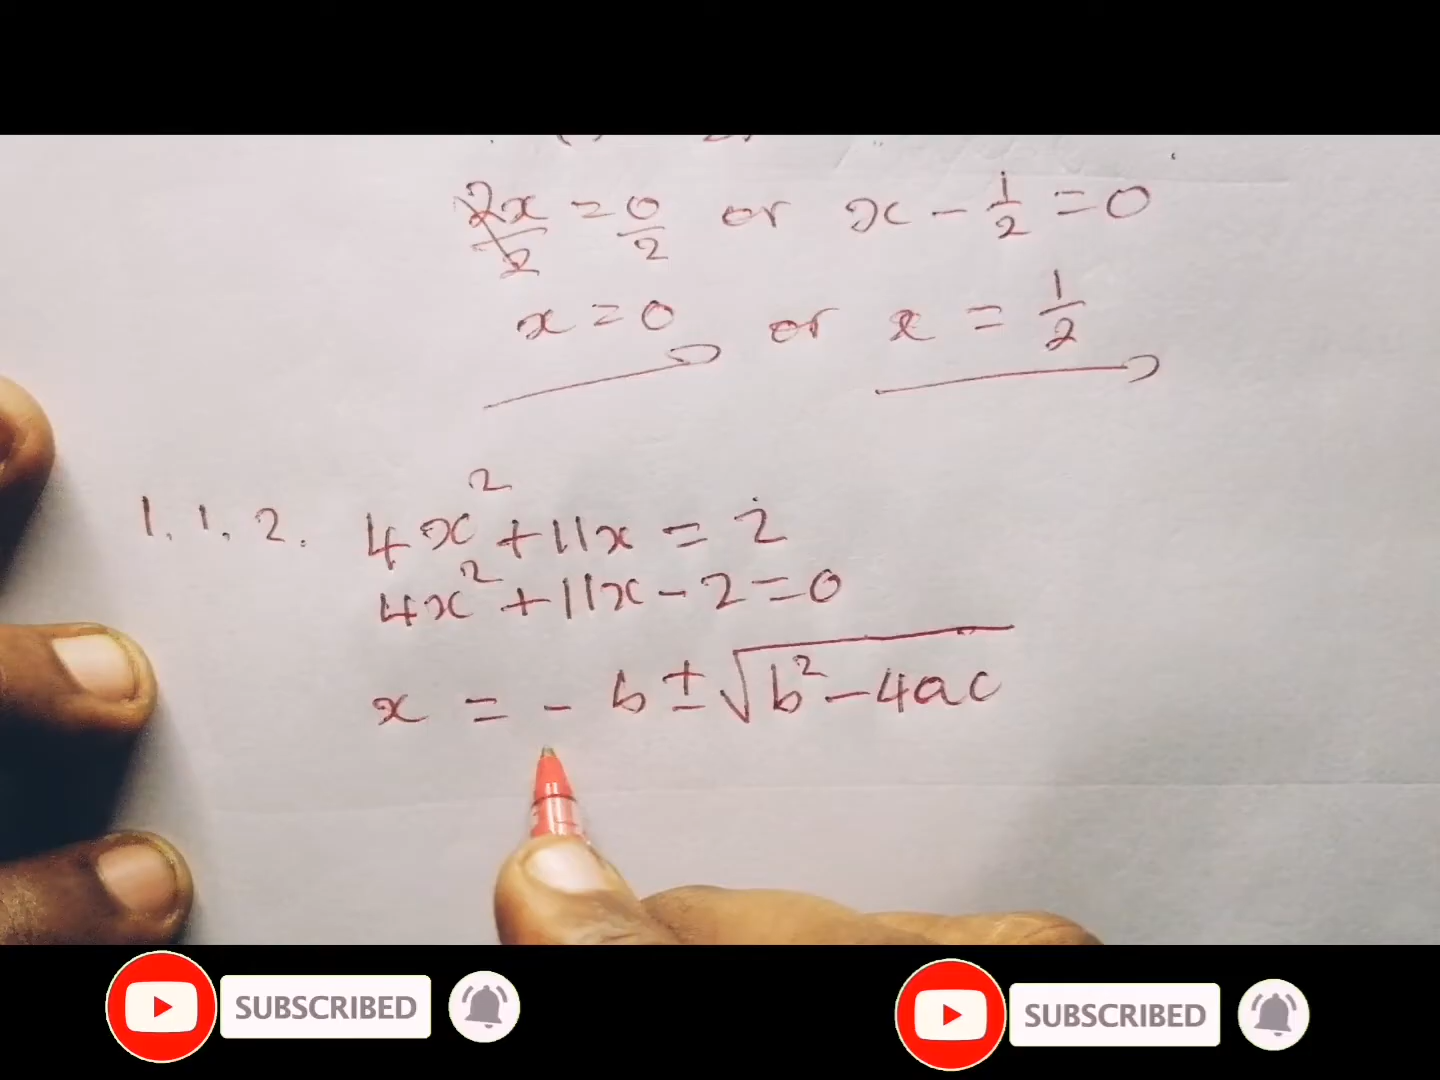 2x/2 = 0/2 or x - 1/2 = 0
x = 0 or x = 1/2
1.1.2. 4x² + 11x = 2
4x² + 11x - 2 = 0
x = - b ± √b² - 4ac
SUBSCRIBED SUBSCRIBED